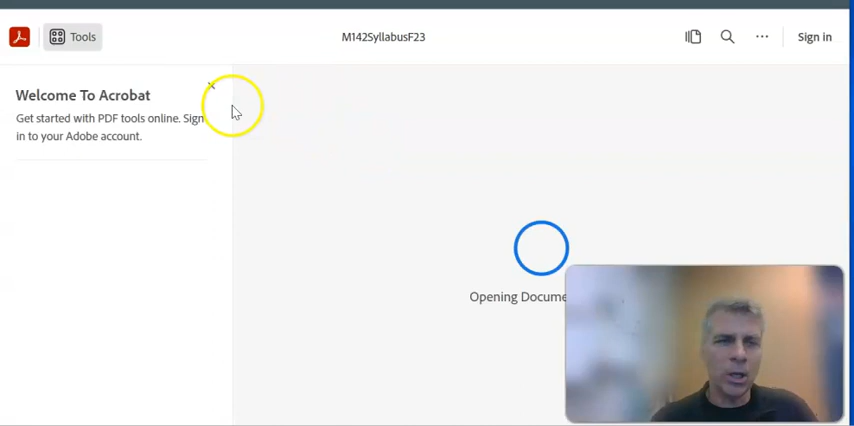 Tools
M142SyllabusF23
Sign in
Welcome To Acrobat
Get started with PDF tools online. Sign
in to your Adobe account.
Opening